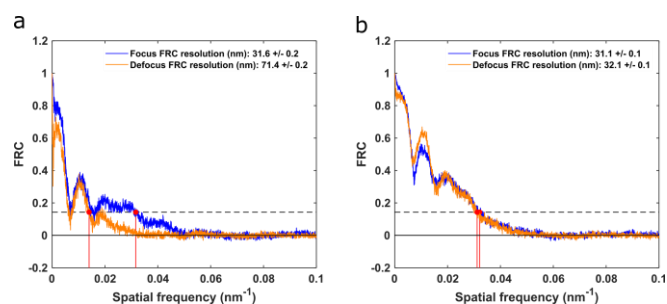 a
Focus FRC resolution (nm): 31.6 +/- 0.2
Defocus FRC resolution (nm): 71.4 +/- 0.2
FRC
1.2
1
0.8
0.6
0.4
0.2
0
-0.2
0 0.02 0.04 0.06 0.08 0.1
Spatial frequency (nm⁻¹)
b
Focus FRC resolution (nm): 31.1 +/- 0.1
Defocus FRC resolution (nm): 32.1 +/- 0.1
FRC
1.2
1
0.8
0.6
0.4
0.2
0
-0.2
0 0.02 0.04 0.06 0.08 0.1
Spatial frequency (nm⁻¹)